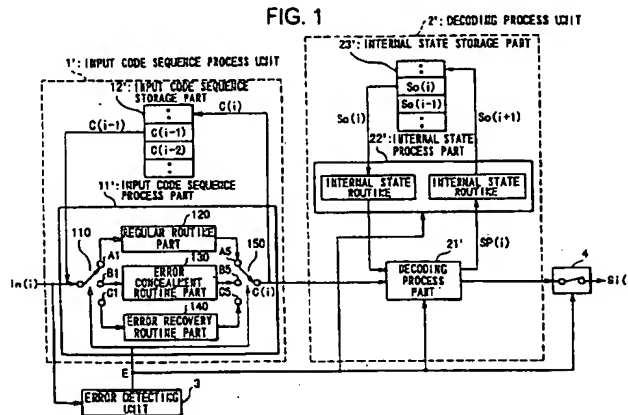 FIG. 1
2': DECODING PROCESS UNIT
1': INPUT CODE SEQUENCE PROCESS UNIT
23': INTERNAL STATE STORAGE PART
12': INPUT CODE SEQUENCE
STORAGE PART
C(i)
C(i-1)
C(i-1)
C(i-2)
So(i)
So(i-1)
So(i)
So(i+1)
22': INTERNAL STATE
PROCESS PART
11': INPUT CODE SEQUENCE
PROCESS PART
INTERNAL STATE
ROUTINE
INTERNAL STATE
ROUTINE
120
REGULAR ROUTINE
PART
110
150
A1
A5
130
ERROR
CONCEALMENT
ROUTINE PART
B1
B5
In(i)
C(i)
C1
C5
140
ERROR RECOVERY
ROUTINE PART
SP(i)
21'
DECODING
PROCESS
PART
4
Si(
E
3
ERROR DETECTING
UNIT